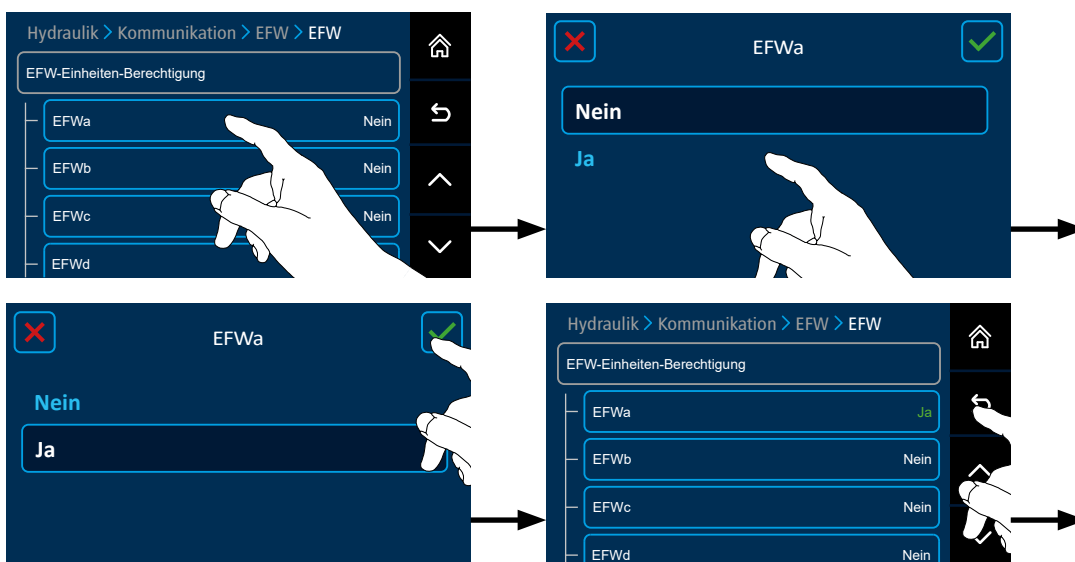 Hydraulik > Kommunikation > EFW > EFW
EFW-Einheiten-Berechtigung
EFWa Nein
EFWb Nein
EFWc Nein
EFWd
EFWa
Nein
Ja
EFWa
Nein
Ja
Hydraulik > Kommunikation > EFW > EFW
EFW-Einheiten-Berechtigung
EFWa Ja
EFWb Nein
EFWc Nein
EFWd Nein